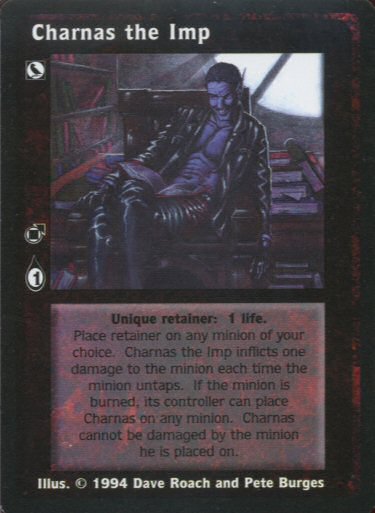 Charnas the Imp
1
Unique retainer: 1 life.
Place retainer on any minion of your
choice. Charnas the Imp inflicts one
damage to the minion each time the
minion untaps. If the minion is
burned, its controller can place
Charnas on any minion. Charnas
cannot be damaged by the minion
he is placed on.
Illus. © 1994 Dave Roach and Pete Burges